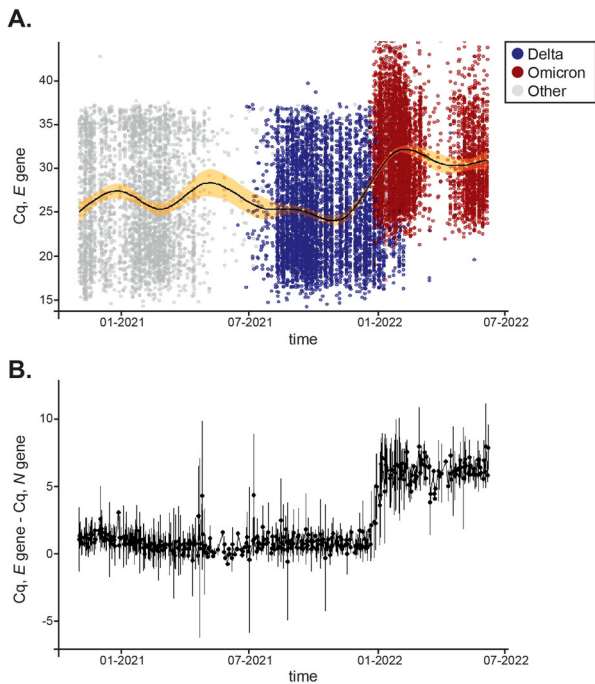 A.
Cq, E gene
40
35
30
25
20
15
01-2021 07-2021 01-2022 07-2022
time
Delta
Omicron
Other
B.
Cq, E gene - Cq, N gene
10
5
0
-5
01-2021 07-2021 01-2022 07-2022
time